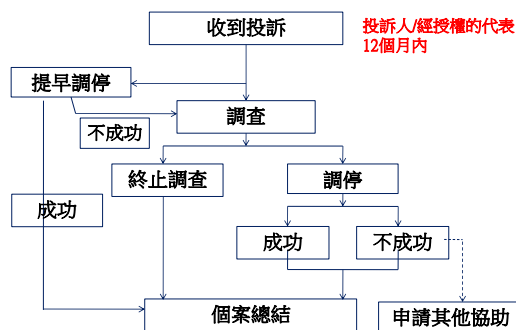 收到投訴
投訴人/經授權的代表
12個月內
提早調停
調查
不成功
終止調查
調停
成功
成功
不成功
個案總結
申請其他協助